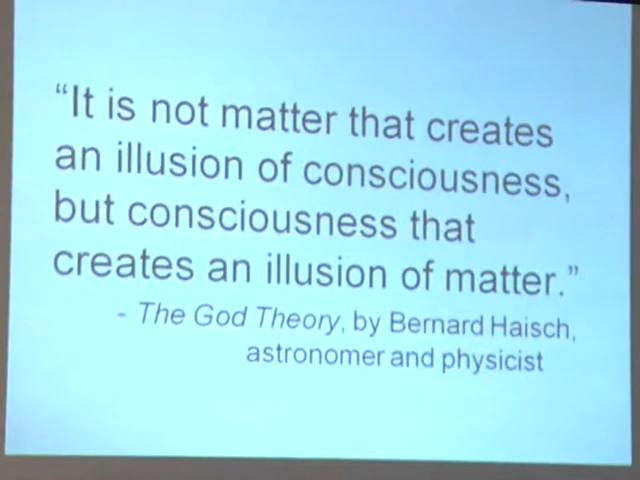 “It is not matter that creates
an illusion of consciousness,
but consciousness that
creates an illusion of matter.”
- The God Theory, by Bernard Haisch,
astronomer and physicist